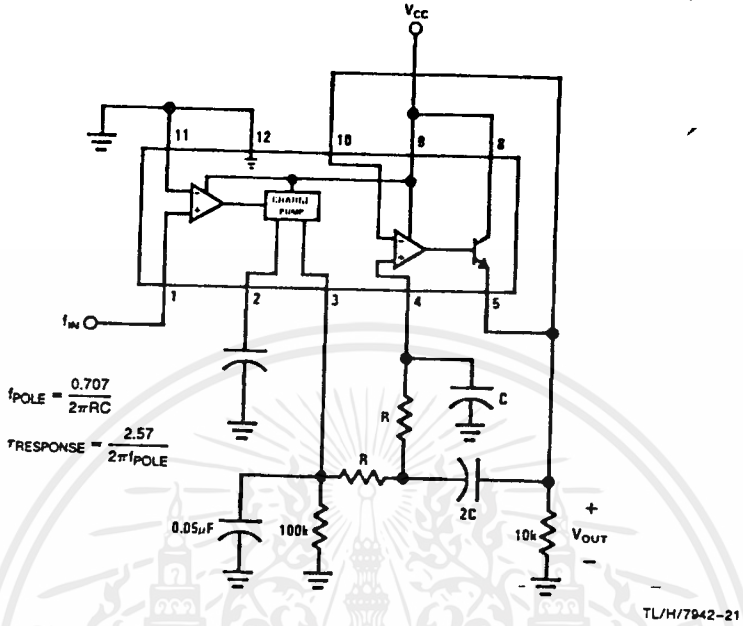 VCC
11
12
10
9
8
CHARGE
PUMP
1
2
3
4
5
fIN
fPOLE = 0.707 / 2πRC
τRESPONSE = 2.57 / 2πfPOLE
R
C
R
2C
0.05μF
100k
10k
+
VOUT
−
TL/H/7942-21